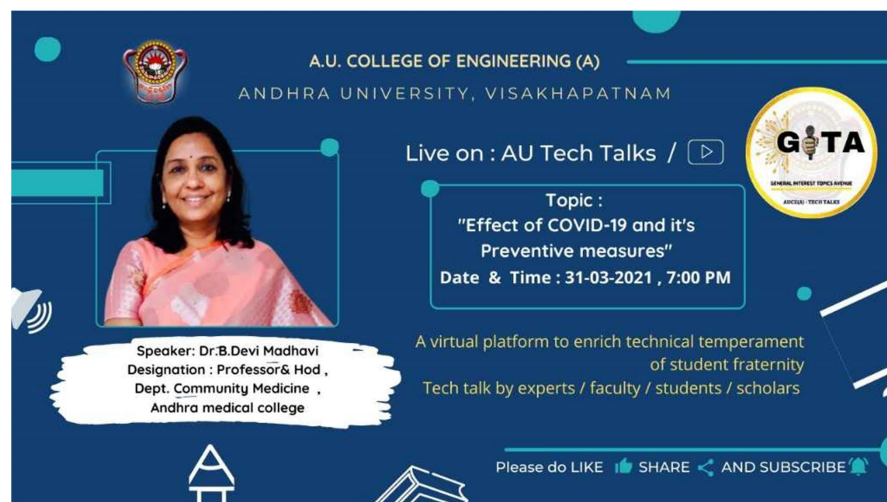 A.U. COLLEGE OF ENGINEERING (A)
ANDHRA UNIVERSITY, VISAKHAPATNAM
Live on : AU Tech Talks /
GITA
GENERAL INTEREST TOPICS AVENUE
AUCE(A) - TECH TALKS
Topic :
"Effect of COVID-19 and it's
Preventive measures"
Date & Time : 31-03-2021 , 7:00 PM
Speaker: Dr.B.Devi Madhavi
Designation : Professor& Hod ,
Dept. Community Medicine ,
Andhra medical college
A virtual platform to enrich technical temperament
of student fraternity
Tech talk by experts / faculty / students / scholars
Please do LIKE SHARE AND SUBSCRIBE